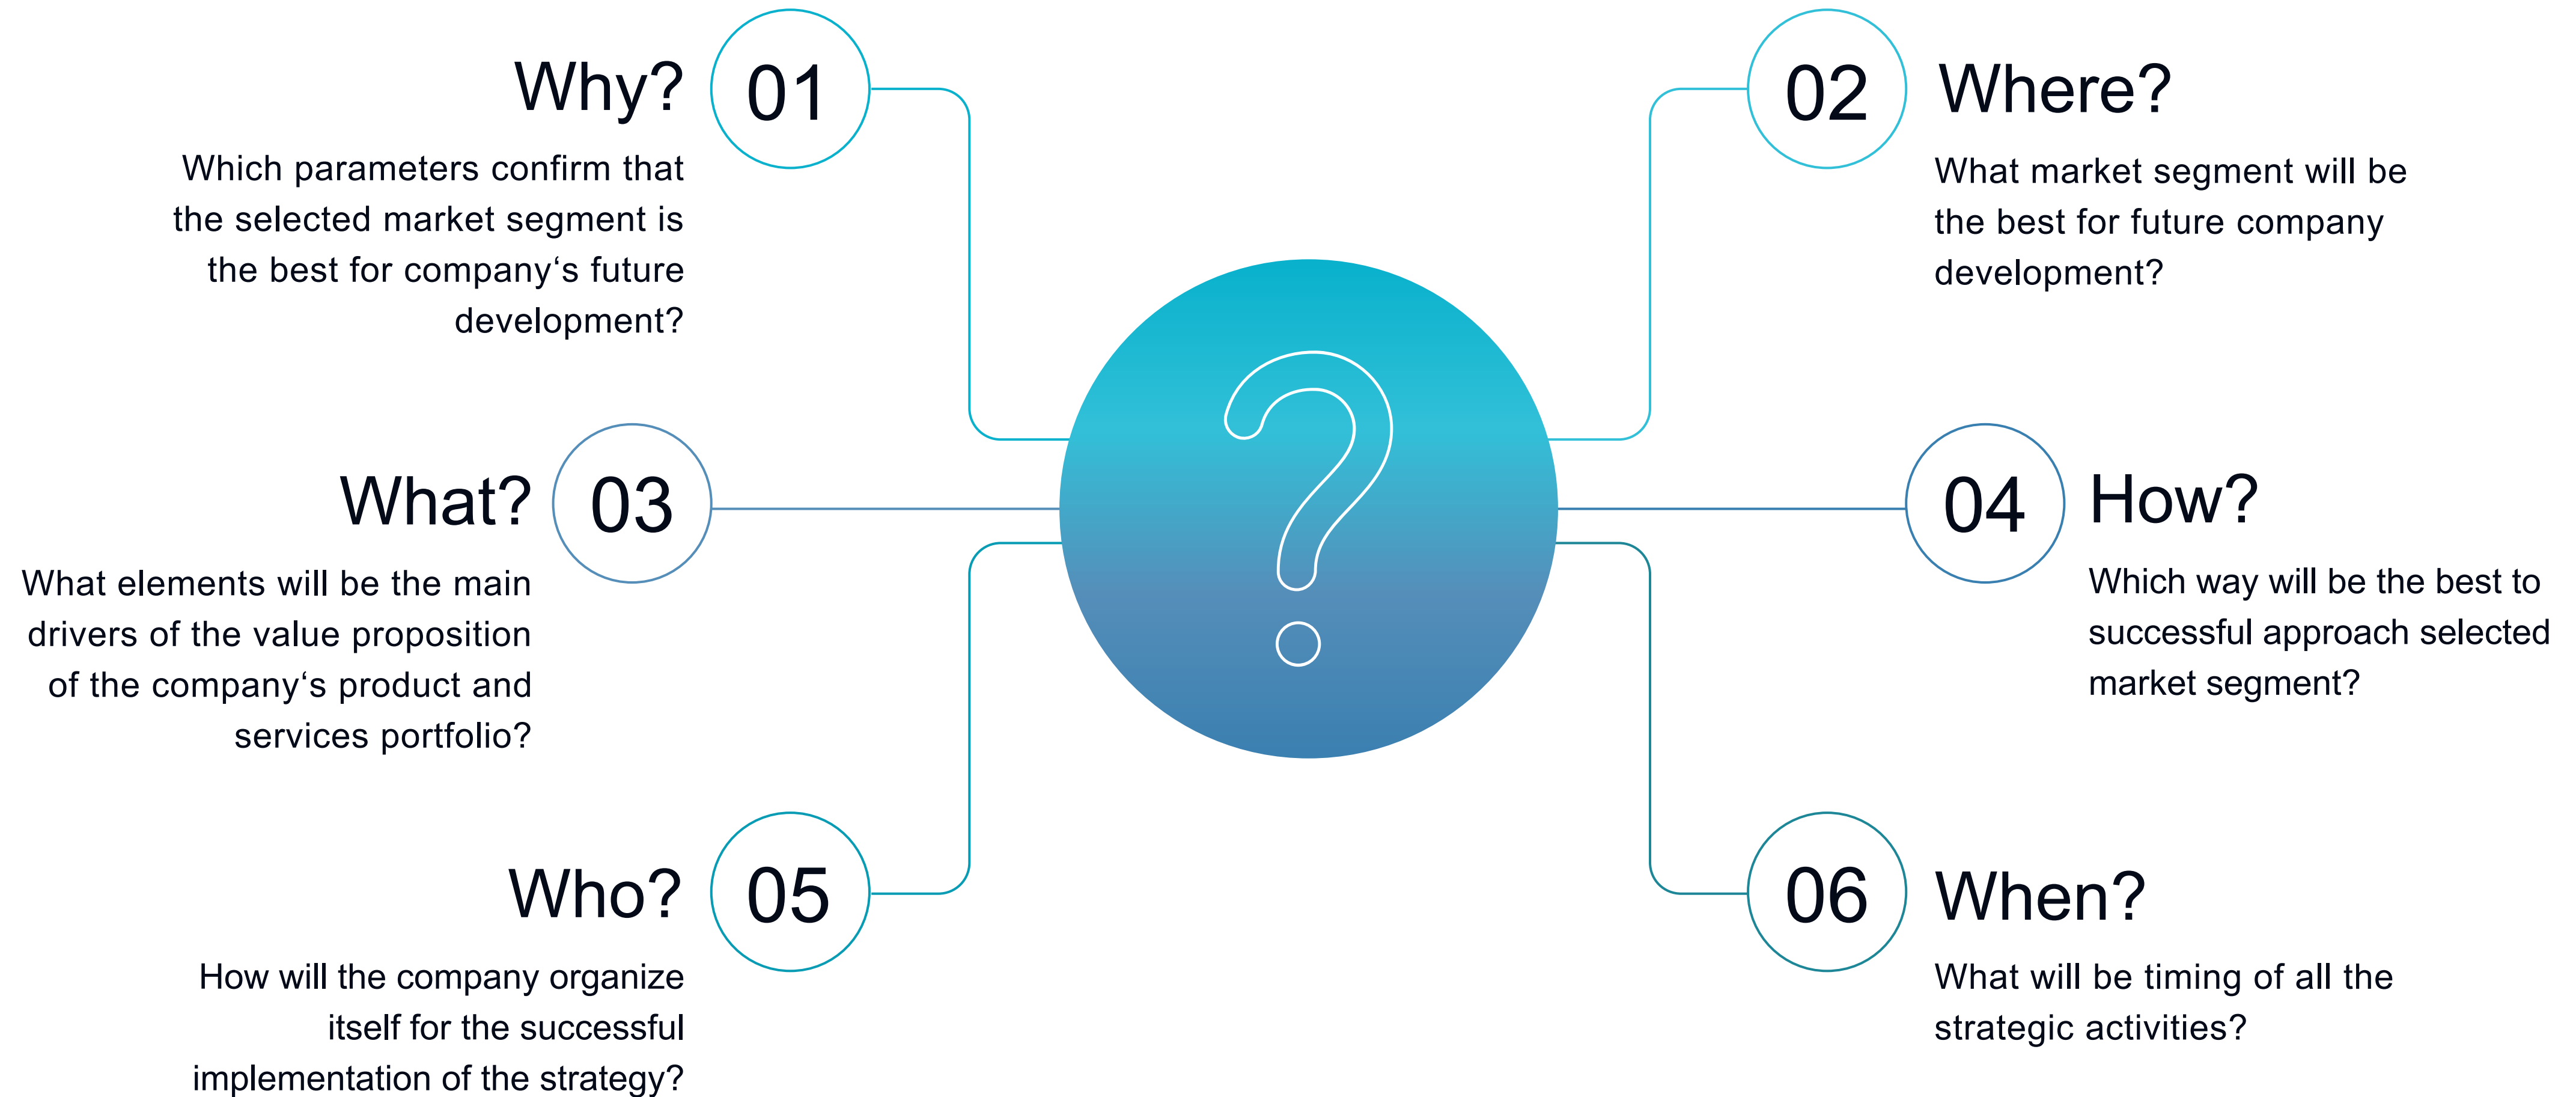 Why?
01
Which parameters confirm that
the selected market segment is
the best for company‘s future
development?
02
Where?
What market segment will be
the best for future company
development?
What?
03
What elements will be the main
drivers of the value proposition
of the company‘s product and
services portfolio?
04
How?
Which way will be the best to
successful approach selected
market segment?
Who?
05
How will the company organize
itself for the successful
implementation of the strategy?
06
When?
What will be timing of all the
strategic activities?
?